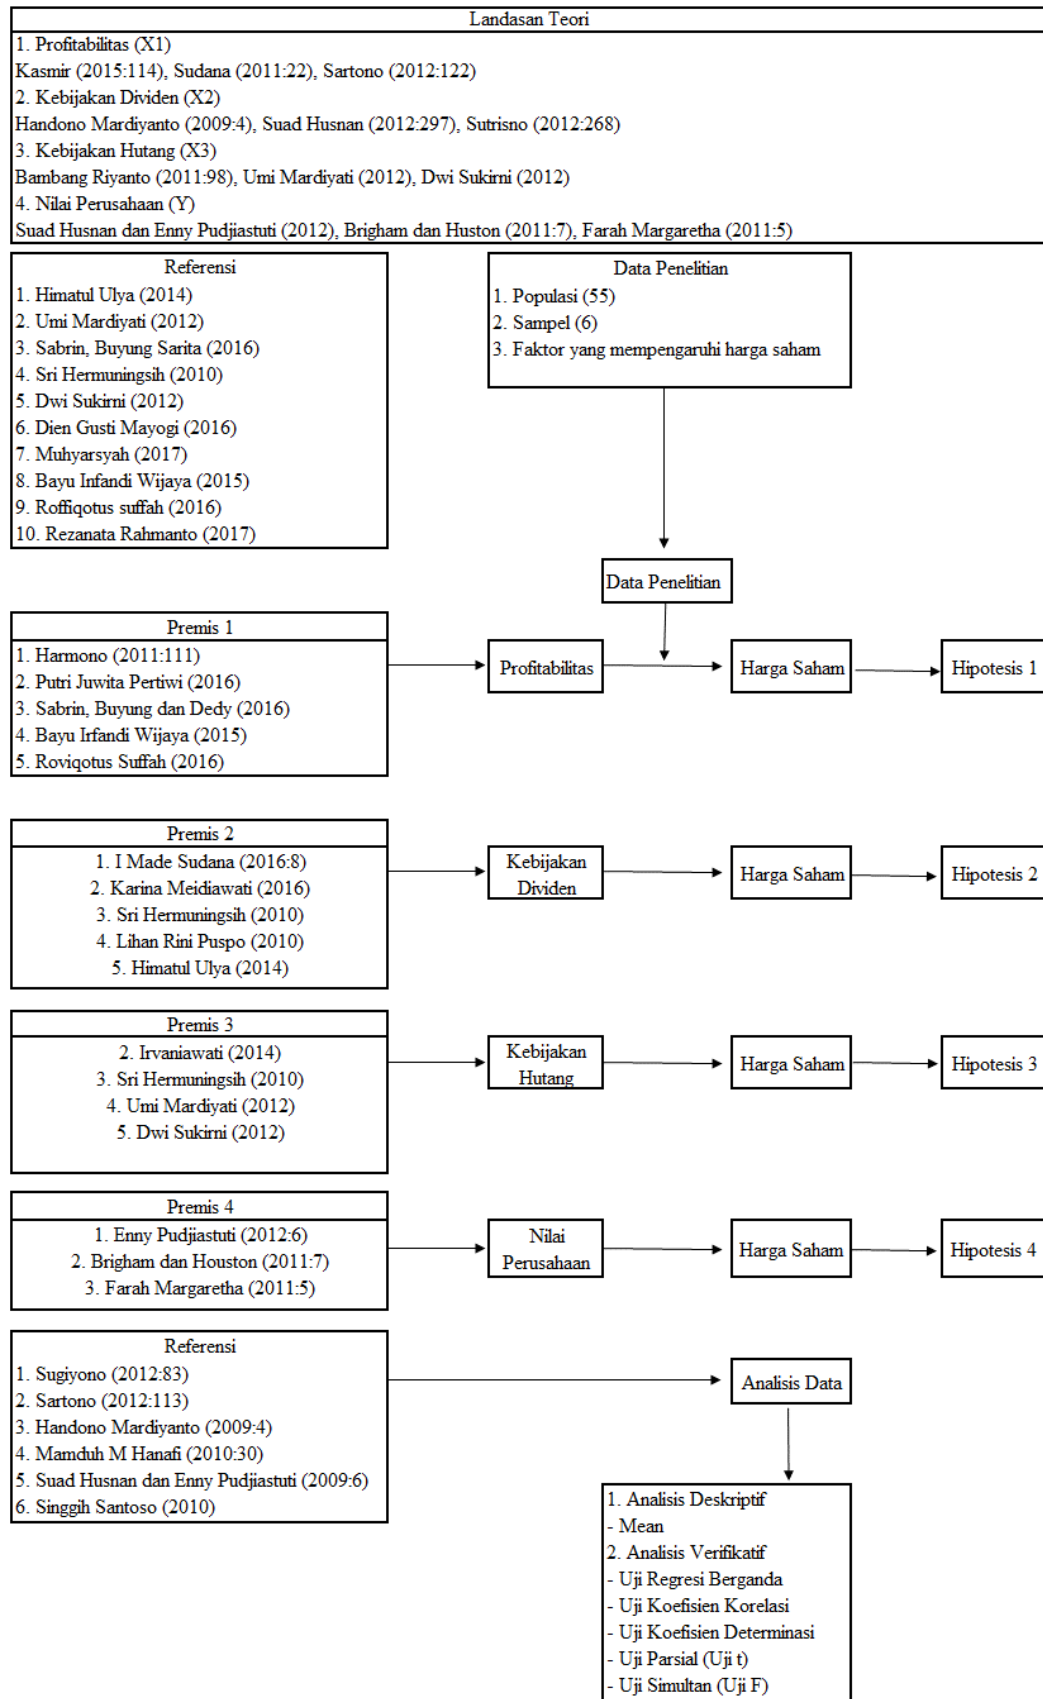 Landasan Teori
1. Profitabilitas (X1)
Kasmir (2015:114), Sudana (2011:22), Sartono (2012:122)
2. Kebijakan Dividen (X2)
Handono Mardiyanto (2009:4), Suad Husnan (2012:297), Sutrisno (2012:268)
3. Kebijakan Hutang (X3)
Bambang Riyanto (2011:98), Umi Mardiyati (2012), Dwi Sukirni (2012)
4. Nilai Perusahaan (Y)
Suad Husnan dan Enny Pudjiastuti (2012), Brigham dan Huston (2011:7), Farah Margaretha (2011:5)
Referensi
1. Himatul Ulya (2014)
2. Umi Mardiyati (2012)
3. Sabrin, Buyung Sarita (2016)
4. Sri Hermuningsih (2010)
5. Dwi Sukirni (2012)
6. Dien Gusti Mayogi (2016)
7. Muhyarsyah (2017)
8. Bayu Infandi Wijaya (2015)
9. Roffiqotus suffah (2016)
10. Rezanata Rahmanto (2017)
Data Penelitian
1. Populasi (55)
2. Sampel (6)
3. Faktor yang mempengaruhi harga saham
Data Penelitian
Premis 1
1. Harmono (2011:111)
2. Putri Juwita Pertiwi (2016)
3. Sabrin, Buyung dan Dedy (2016)
4. Bayu Irfandi Wijaya (2015)
5. Roviqotus Suffah (2016)
Profitabilitas
Harga Saham
Hipotesis 1
Premis 2
1. I Made Sudana (2016:8)
2. Karina Meidiawati (2016)
3. Sri Hermuningsih (2010)
4. Lihan Rini Puspo (2010)
5. Himatul Ulya (2014)
Kebijakan
Dividen
Harga Saham
Hipotesis 2
Premis 3
2. Irvaniawati (2014)
3. Sri Hermuningsih (2010)
4. Umi Mardiyati (2012)
5. Dwi Sukirni (2012)
Kebijakan
Hutang
Harga Saham
Hipotesis 3
Premis 4
1. Enny Pudjiastuti (2012:6)
2. Brigham dan Houston (2011:7)
3. Farah Margaretha (2011:5)
Nilai
Perusahaan
Harga Saham
Hipotesis 4
Referensi
1. Sugiyono (2012:83)
2. Sartono (2012:113)
3. Handono Mardiyanto (2009:4)
4. Mamduh M Hanafi (2010:30)
5. Suad Husnan dan Enny Pudjiastuti (2009:6)
6. Singgih Santoso (2010)
Analisis Data
1. Analisis Deskriptif
- Mean
2. Analisis Verifikatif
- Uji Regresi Berganda
- Uji Koefisien Korelasi
- Uji Koefisien Determinasi
- Uji Parsial (Uji t)
- Uji Simultan (Uji F)